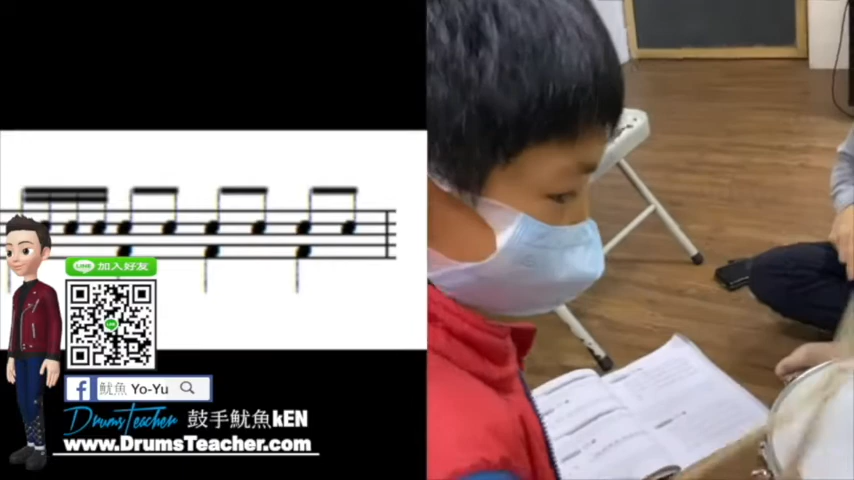 LINE 加入好友
LINE
f 魷魚 Yo-Yu
DrumsTeacher 鼓手魷魚kEN
www.DrumsTeacher.com